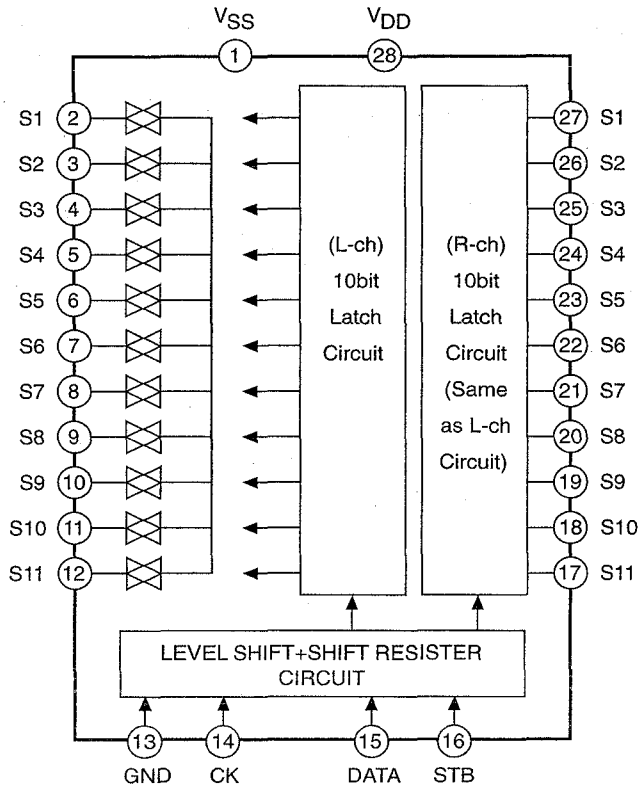 VSS VDD
1 28
S1 2 27 S1
S2 3 26 S2
S3 4 25 S3
S4 5 24 S4
S5 6 23 S5
S6 7 22 S6
S7 8 21 S7
S8 9 20 S8
S9 10 19 S9
S10 11 18 S10
S11 12 17 S11
(L-ch)
10bit
Latch
Circuit
(R-ch)
10bit
Latch
Circuit
(Same
as L-ch
Circuit)
LEVEL SHIFT+SHIFT RESISTER
CIRCUIT
13 14 15 16
GND CK DATA STB